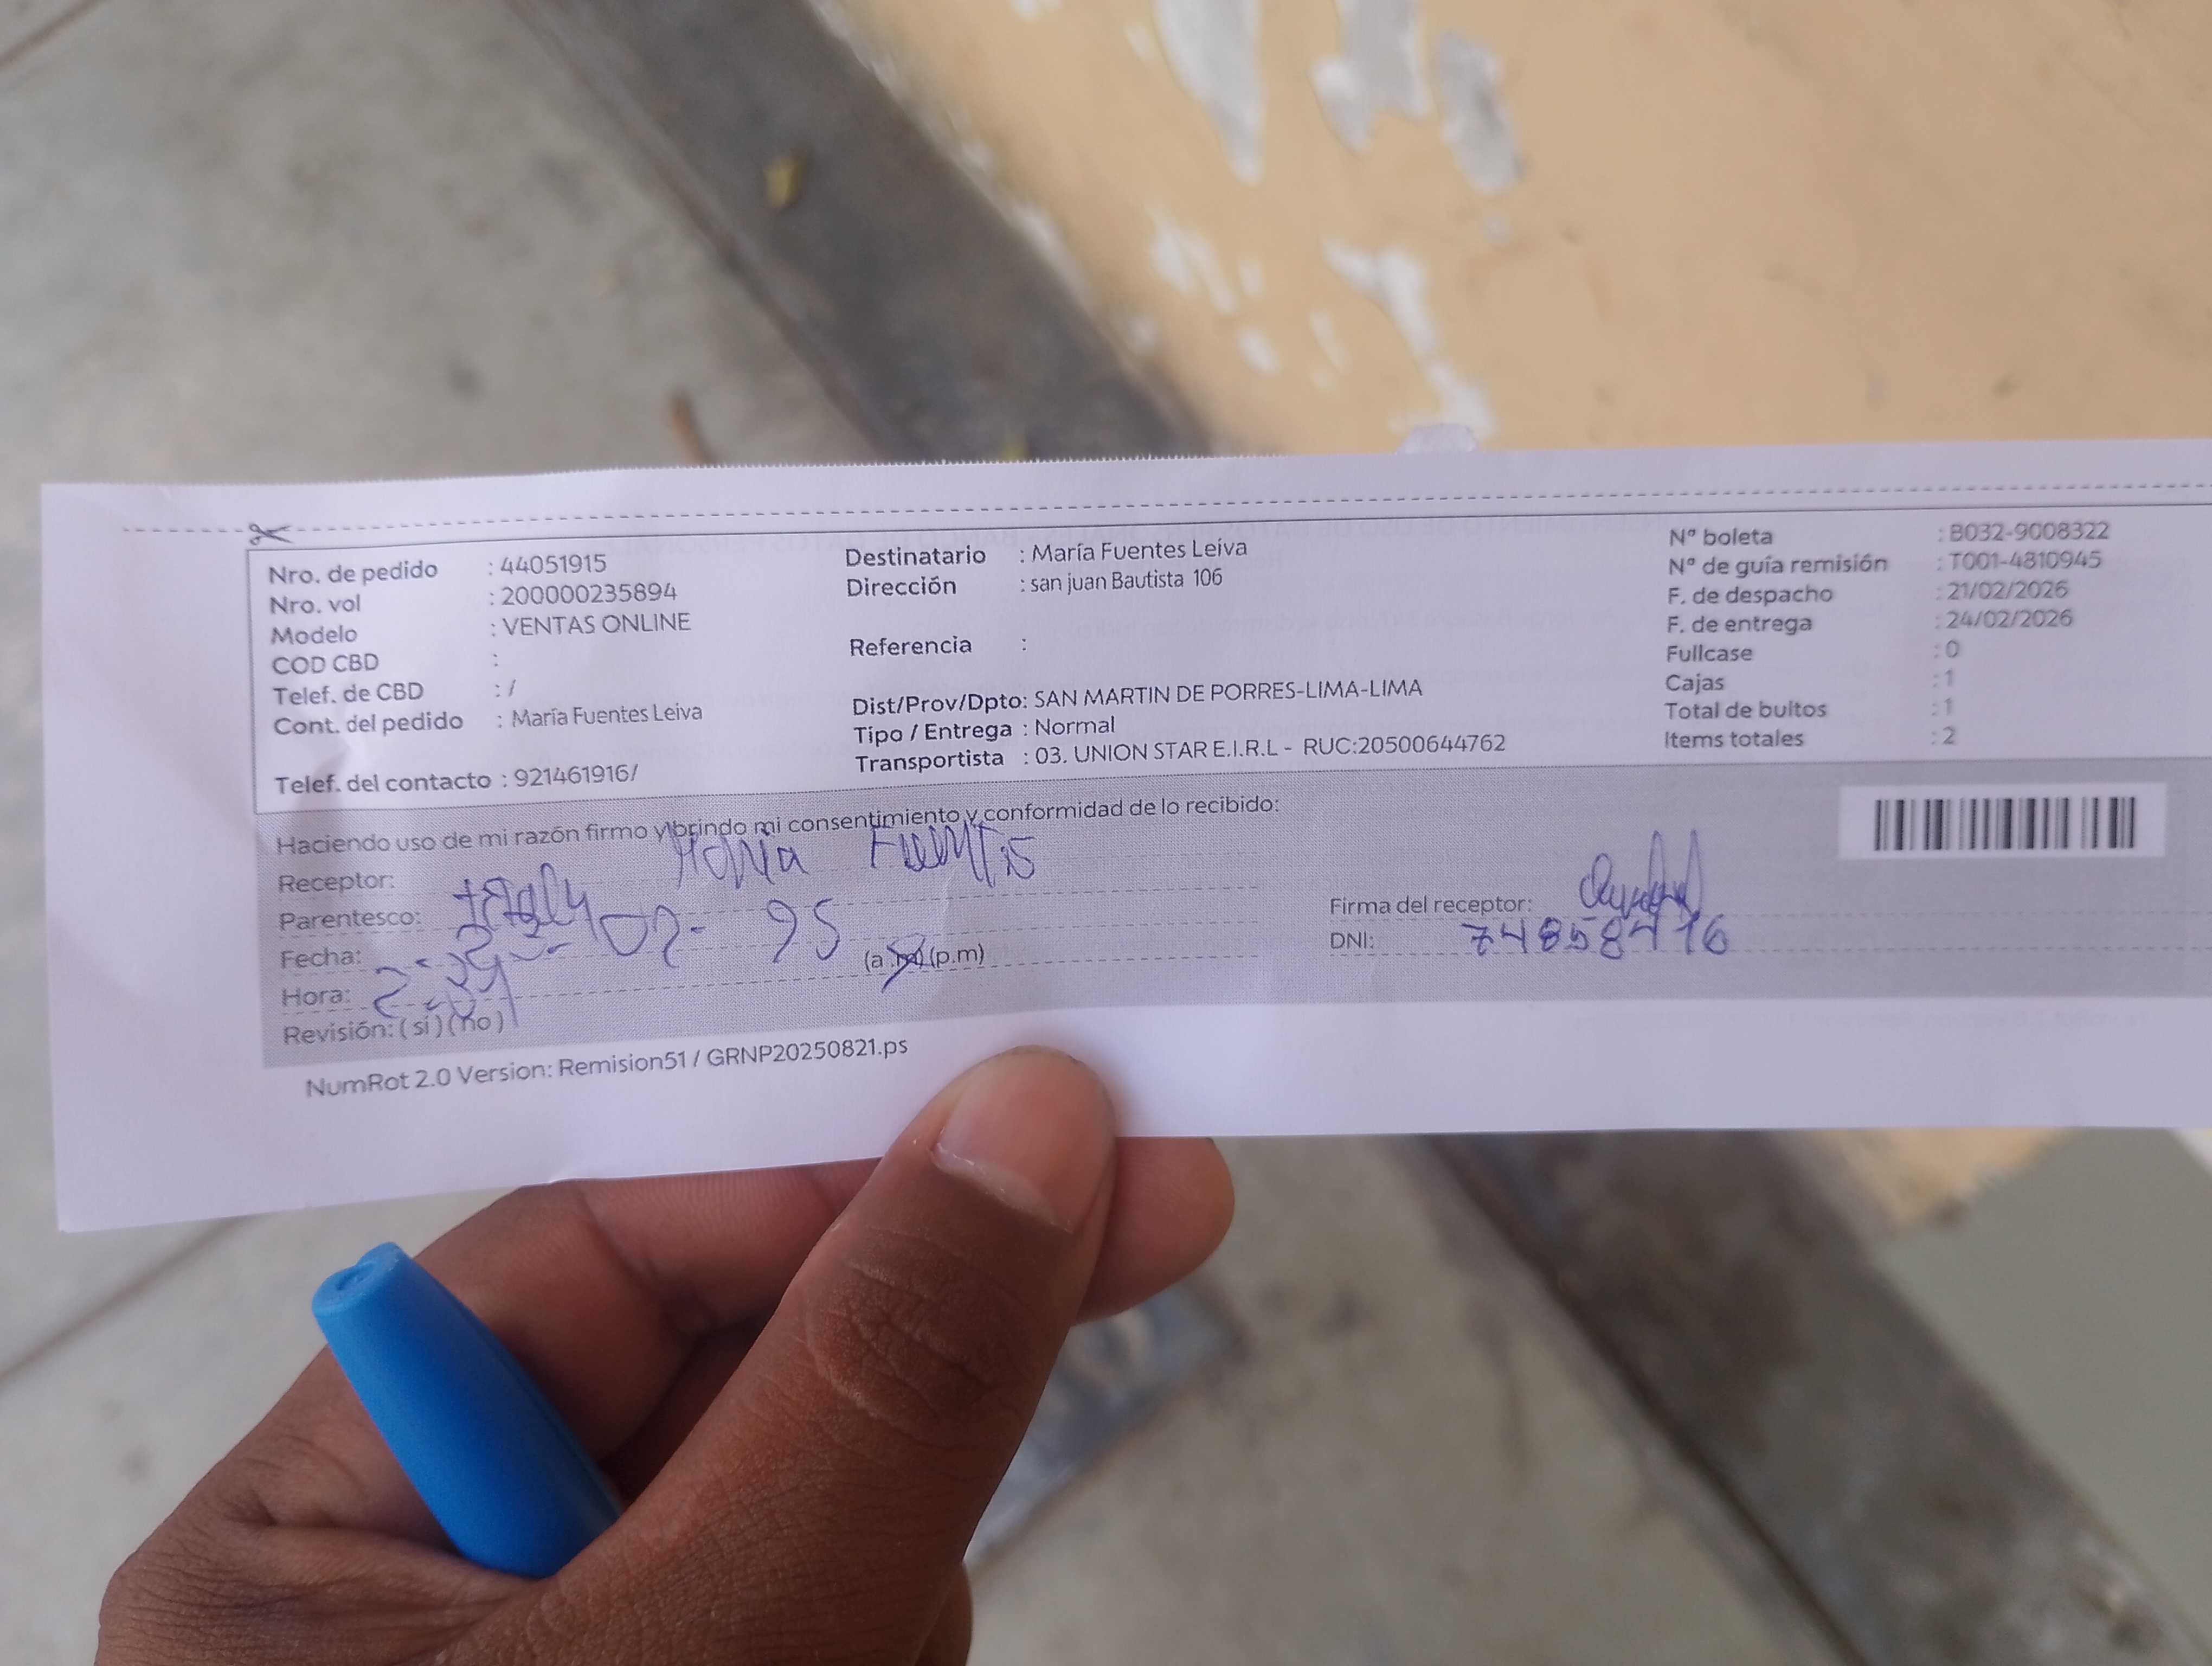 Nro. de pedido : 44051915
Nro. vol : 200000235894
Modelo : VENTAS ONLINE
COD CBD :
Telef. de CBD : /
Cont. del pedido : María Fuentes Leiva
Telef. del contacto : 921461916/
Destinatario : María Fuentes Leiva
Dirección : san juan Bautista 106
Referencia :
Dist/Prov/Dpto: SAN MARTIN DE PORRES-LIMA-LIMA
Tipo / Entrega : Normal
Transportista : 03. UNION STAR E.I.R.L - RUC:20500644762
Nº boleta : B032-9008322
Nº de guía remisión : T001-4810945
F. de despacho : 21/02/2026
F. de entrega : 24/02/2026
Fullcase : 0
Cajas : 1
Total de bultos : 1
Items totales : 2
Haciendo uso de mi razón firmo y brindo mi consentimiento y conformidad de lo recibido:
Receptor: María Fuentes
Parentesco:
Fecha:
Hora: (a.m) (p.m)
Revisión: (si) (no)
Firma del receptor:
DNI: 74858476
NumRot 2.0 Version: Remision51 / GRNP20250821.ps